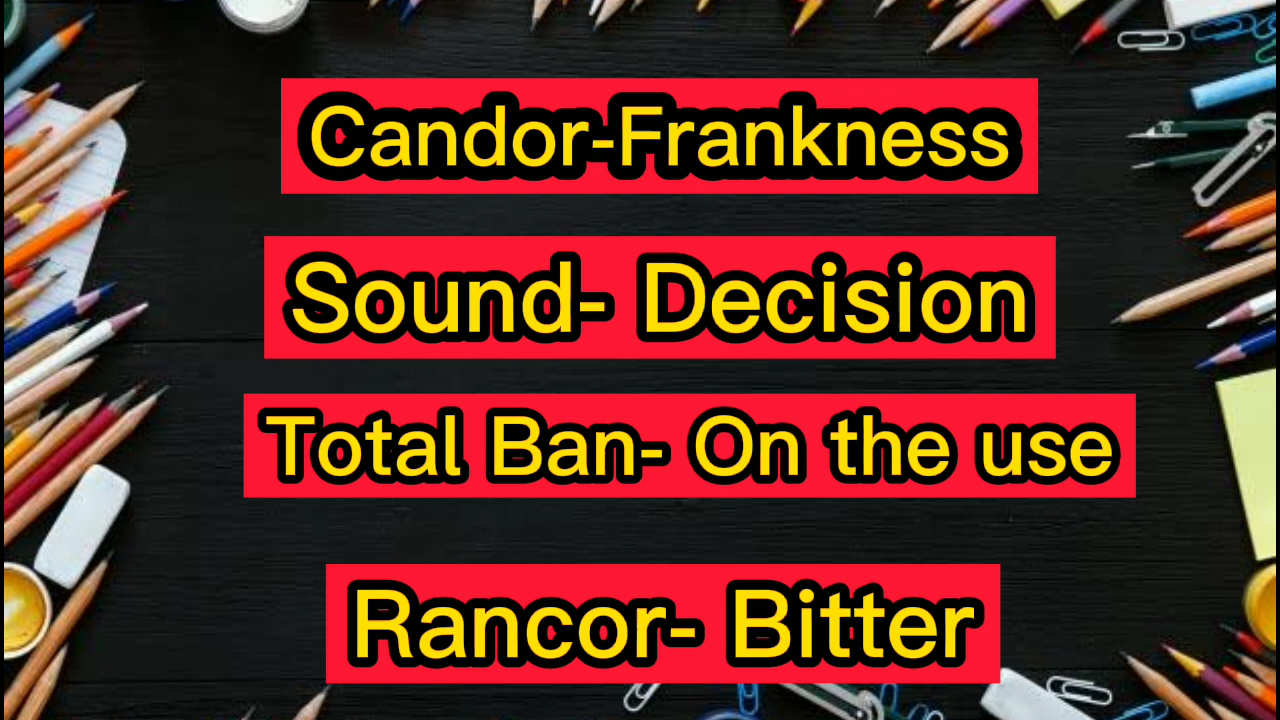 Candor-Frankness
Sound- Decision
Total Ban- On the use
Rancor- Bitter